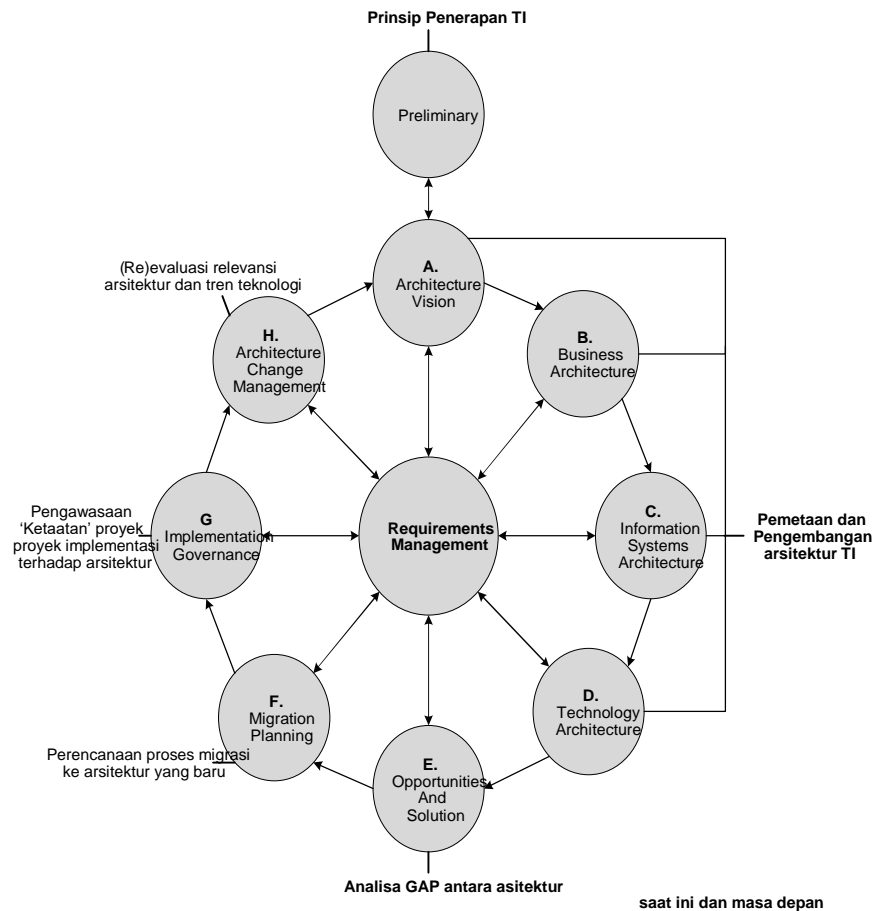 Prinsip Penerapan TI
Preliminary
A.
Architecture
Vision
(Re)evaluasi relevansi
arsitektur dan tren teknologi
H.
Architecture
Change
Management
B.
Business
Architecture
G
Implementation
Governance
Pengawasaan
‘Ketaatan’ proyek
proyek implementasi
terhadap arsitektur
Requirements
Management
C.
Information
Systems
Architecture
Pemetaan dan
Pengembangan
arsitektur TI
F.
Migration
Planning
Perencanaan proses migrasi
ke arsitektur yang baru
D.
Technology
Architecture
E.
Opportunities
And
Solution
Analisa GAP antara asitektur
saat ini dan masa depan